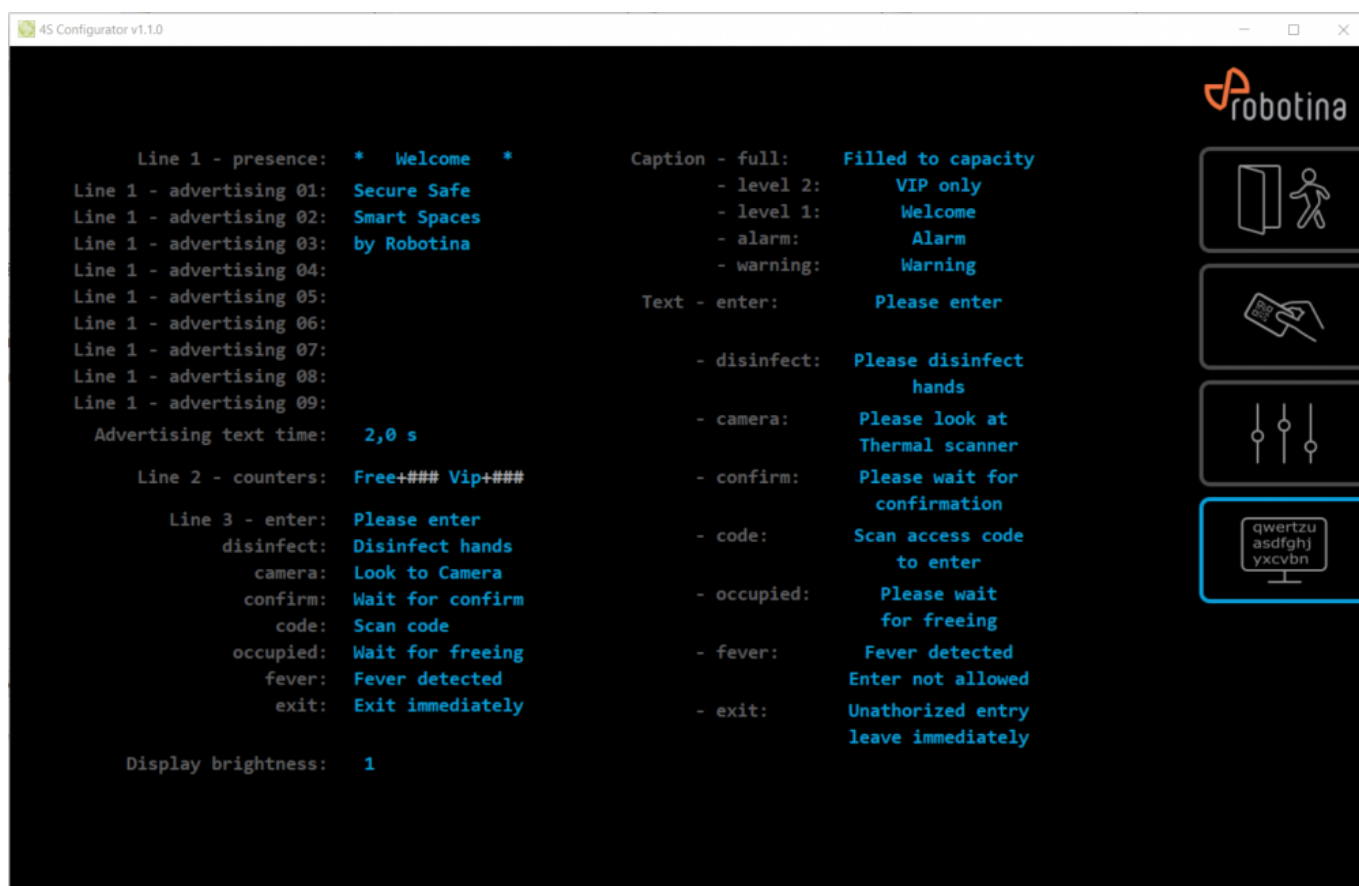 4S Configurator v1.1.0
robotina
Line 1 - presence: * Welcome *
Line 1 - advertising 01: Secure Safe
Line 1 - advertising 02: Smart Spaces
Line 1 - advertising 03: by Robotina
Line 1 - advertising 04:
Line 1 - advertising 05:
Line 1 - advertising 06:
Line 1 - advertising 07:
Line 1 - advertising 08:
Line 1 - advertising 09:
Advertising text time: 2,0 s
Line 2 - counters: Free+### Vip+###
Line 3 - enter: Please enter
disinfect: Disinfect hands
camera: Look to Camera
confirm: Wait for confirm
code: Scan code
occupied: Wait for freeing
fever: Fever detected
exit: Exit immediately
Display brightness: 1
Caption - full: Filled to capacity
- level 2: VIP only
- level 1: Welcome
- alarm: Alarm
- warning: Warning
Text - enter: Please enter
- disinfect: Please disinfect
hands
- camera: Please look at
Thermal scanner
- confirm: Please wait for
confirmation
- code: Scan access code
to enter
- occupied: Please wait
for freeing
- fever: Fever detected
Enter not allowed
- exit: Unathorized entry
leave immediately
qwertzu
asdfghj
yxcvbn